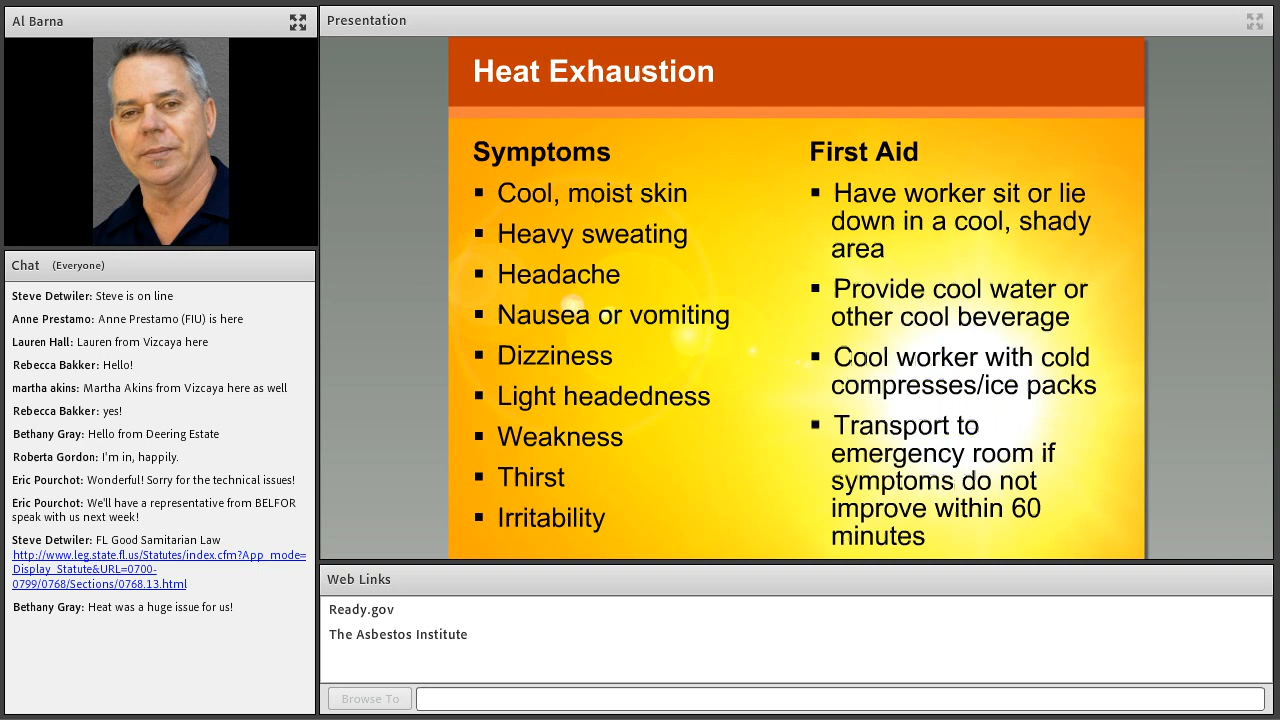 Al Barna
Chat (Everyone)
Steve Detwiler: Steve is on line
Anne Prestamo: Anne Prestamo (FIU) is here
Lauren Hall: Lauren from Vizcaya here
Rebecca Bakker: Hello!
martha akins: Martha Akins from Vizcaya here as well
Rebecca Bakker: yes!
Bethany Gray: Hello from Deering Estate
Roberta Gordon: I'm in, happily.
Eric Pourchot: Wonderful! Sorry for the technical issues!
Eric Pourchot: We'll have a representative from BELFOR
speak with us next week!
Steve Detwiler: FL Good Samitarian Law
http://www.leg.state.fl.us/Statutes/index.cfm?App_mode=
Display_Statute&URL=0700-
0799/0768/Sections/0768.13.html
Bethany Gray: Heat was a huge issue for us!
Presentation
Heat Exhaustion
Symptoms
▪ Cool, moist skin
▪ Heavy sweating
▪ Headache
▪ Nausea or vomiting
▪ Dizziness
▪ Light headedness
▪ Weakness
▪ Thirst
▪ Irritability
First Aid
▪ Have worker sit or lie
down in a cool, shady
area
▪ Provide cool water or
other cool beverage
▪ Cool worker with cold
compresses/ice packs
▪ Transport to
emergency room if
symptoms do not
improve within 60
minutes
Web Links
Ready.gov
The Asbestos Institute
Browse To